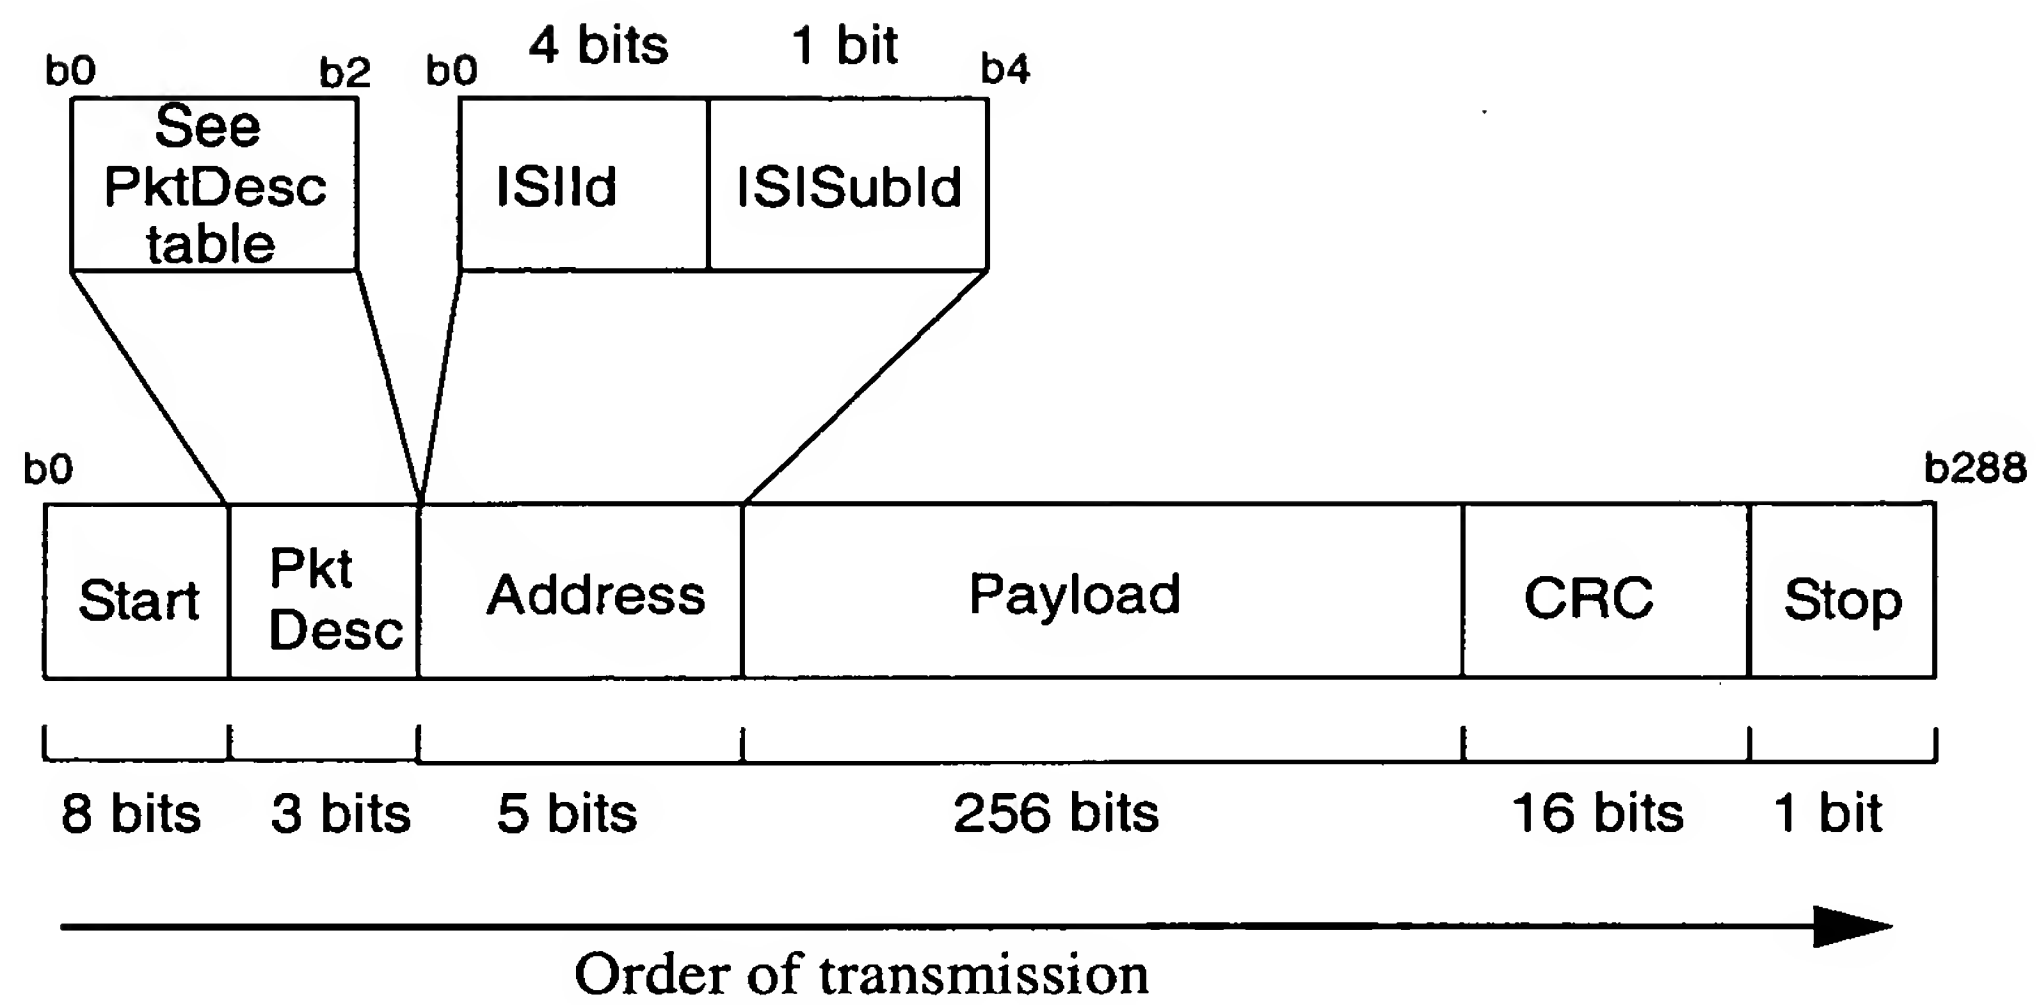 4 bits 1 bit
b0 b2 b0 b4
See
PktDesc
table
ISIId ISISubId
b0 b288
Start Pkt Desc Address Payload CRC Stop
8 bits 3 bits 5 bits 256 bits 16 bits 1 bit
Order of transmission